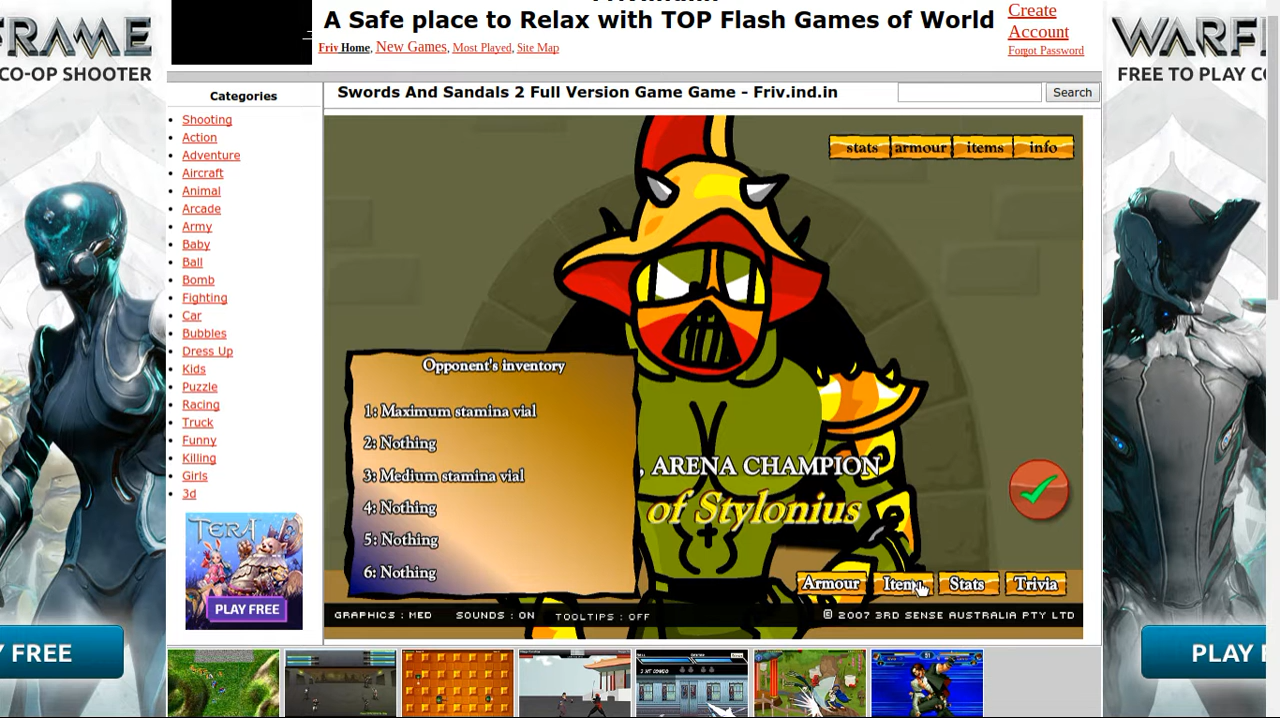 A Safe place to Relax with TOP Flash Games of World
Create Account
Forgot Password
Friv Home, New Games, Most Played, Site Map
FRAME
CO-OP SHOOTER
FREE TO PLAY
Categories
Shooting
Action
Adventure
Aircraft
Animal
Arcade
Army
Baby
Ball
Bomb
Fighting
Car
Bubbles
Dress Up
Kids
Puzzle
Racing
Truck
Funny
Killing
Girls
3d
TERA
PLAY FREE
Swords And Sandals 2 Full Version Game Game - Friv.ind.in
Search
stats armour items info
Opponent's inventory
1: Maximum stamina vial
2: Nothing
3: Medium stamina vial
4: Nothing
5: Nothing
6: Nothing
, ARENA CHAMPION
of Stylonius
Armour Items Stats Trivia
GRAPHICS : MED SOUNDS : ON TOOLTIPS : OFF
© 2007 3RD SENSE AUSTRALIA PTY LTD
FREE
PLAY